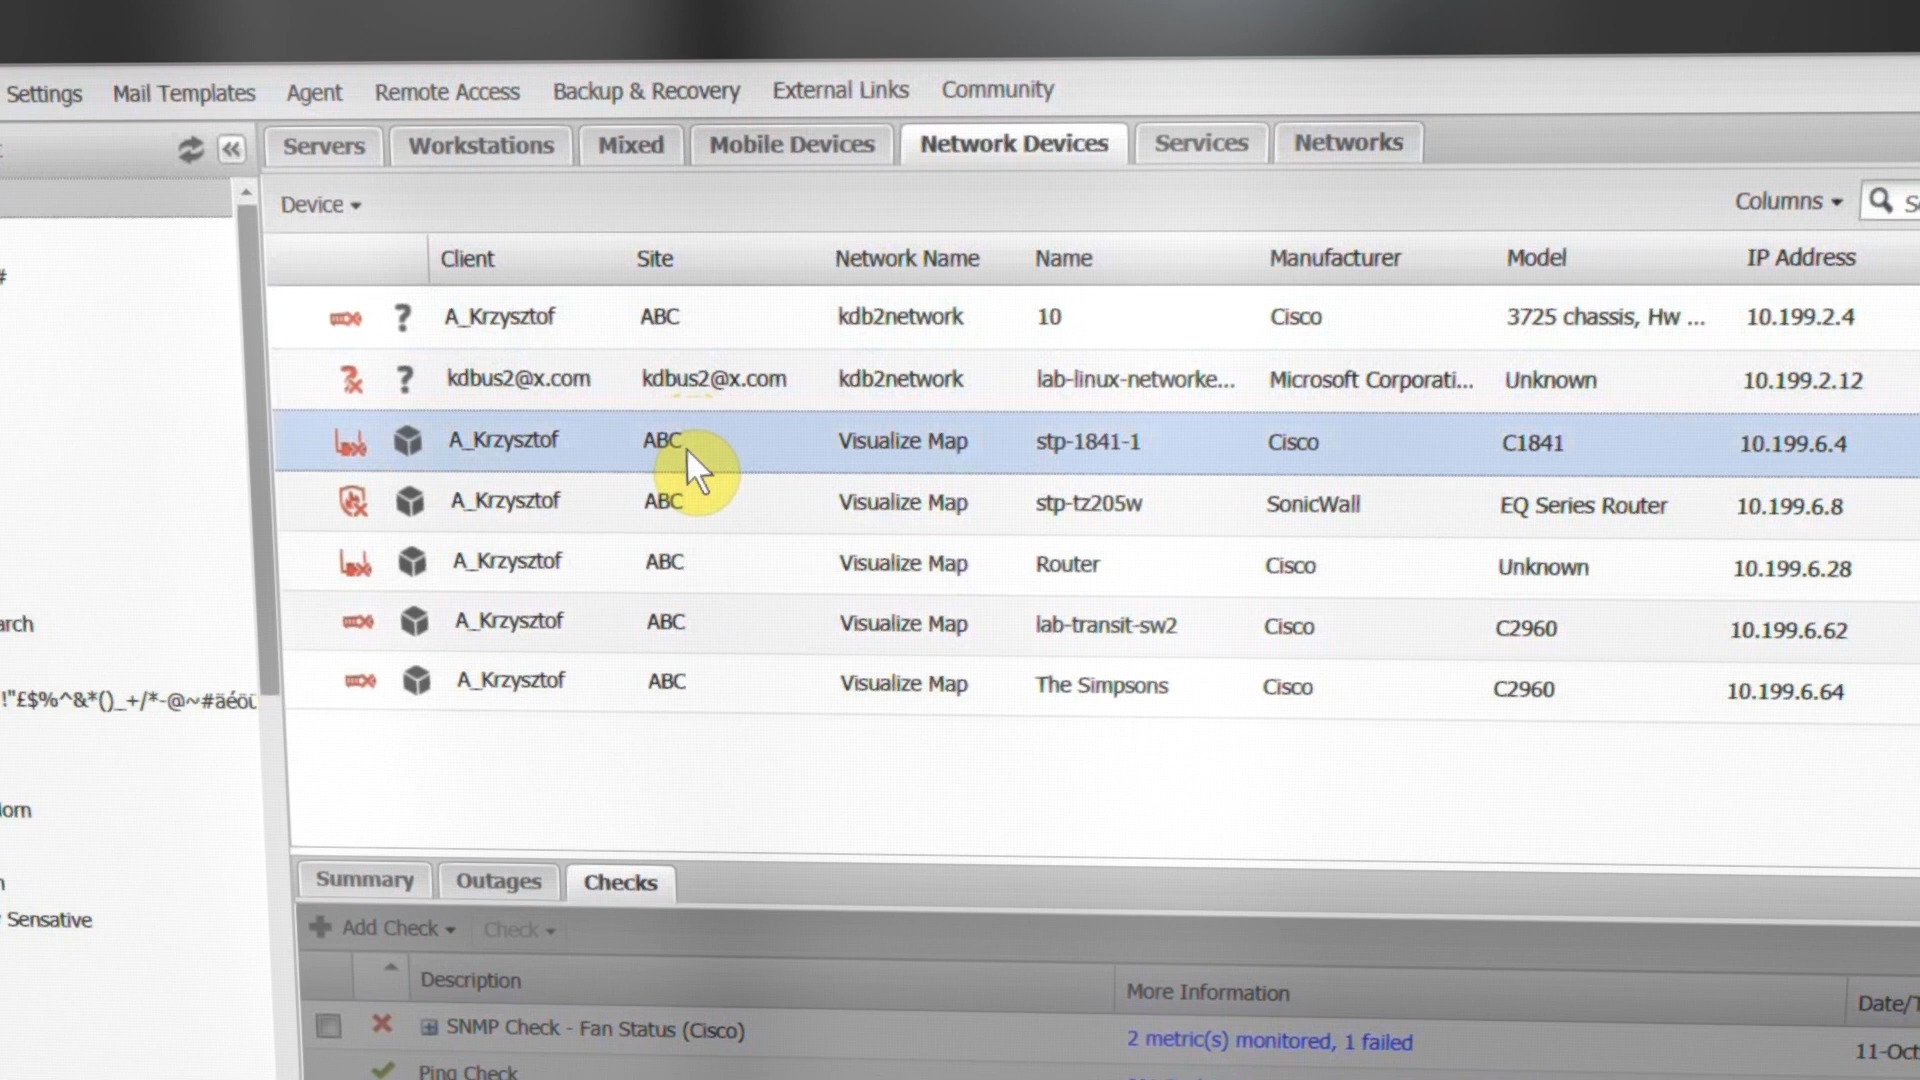 Settings Mail Templates Agent Remote Access Backup & Recovery External Links Community
Servers Workstations Mixed Mobile Devices Network Devices Services Networks
Device Columns
#
Client Site Network Name Name Manufacturer Model IP Address
? A_Krzysztof ABC kdb2network 10 Cisco 3725 chassis, Hw ... 10.199.2.4
? kdbus2@x.com kdbus2@x.com kdb2network lab-linux-networke... Microsoft Corporati... Unknown 10.199.2.12
A_Krzysztof ABC Visualize Map stp-1841-1 Cisco C1841 10.199.6.4
A_Krzysztof ABC Visualize Map stp-tz205w SonicWall EQ Series Router 10.199.6.8
A_Krzysztof ABC Visualize Map Router Cisco Unknown 10.199.6.28
arch
A_Krzysztof ABC Visualize Map lab-transit-sw2 Cisco C2960 10.199.6.62
A_Krzysztof ABC Visualize Map The Simpsons Cisco C2960 10.199.6.64
!"£$%^&*()_+/*-@~#äéöü
Summary Outages Checks
Sensative
Add Check Check
Description More Information Date/T
SNMP Check - Fan Status (Cisco) 2 metric(s) monitored, 1 failed 11-Oct
Ping Check